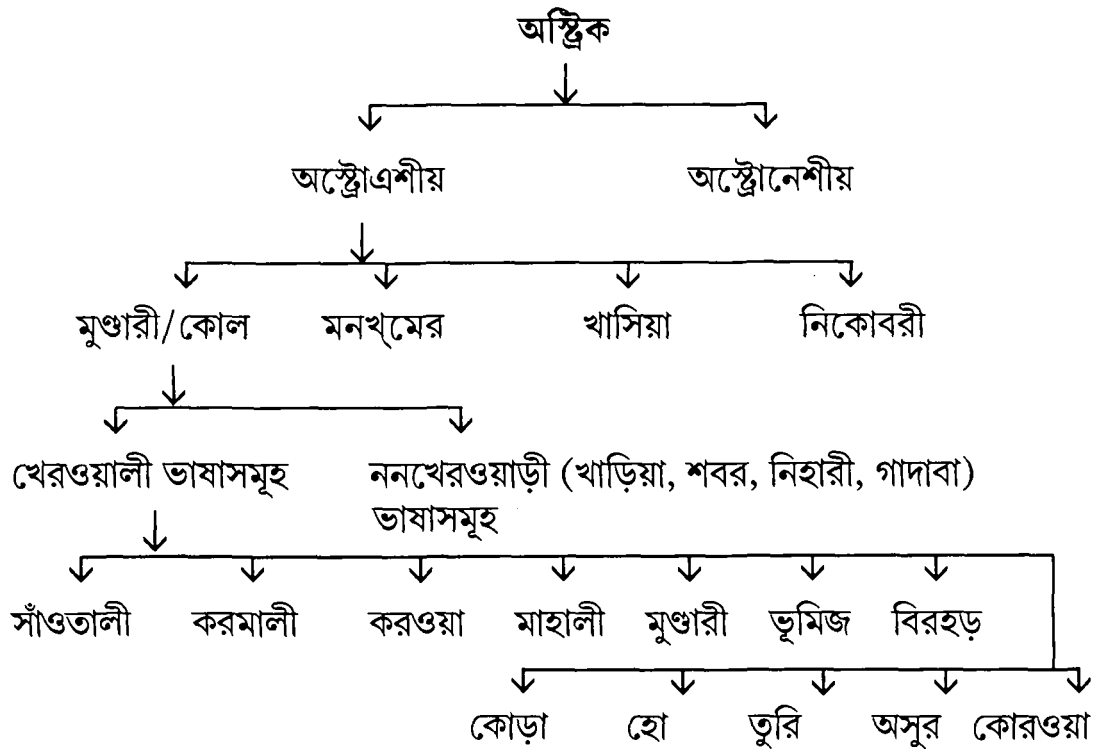 অস্ট্রিক
অস্ট্রোএশীয় অস্ট্রোনেশীয়
মুণ্ডারী/কোল মনখ্মের খাসিয়া নিকোবরী
খেরওয়ালী ভাষাসমূহ ননখেরওয়াড়ী (খাড়িয়া, শবর, নিহারী, গাদাবা)
ভাষাসমূহ
সাঁওতালী করমালী করওয়া মাহালী মুণ্ডারী ভূমিজ বিরহড়
কোড়া হো তুরি অসুর কোরওয়া